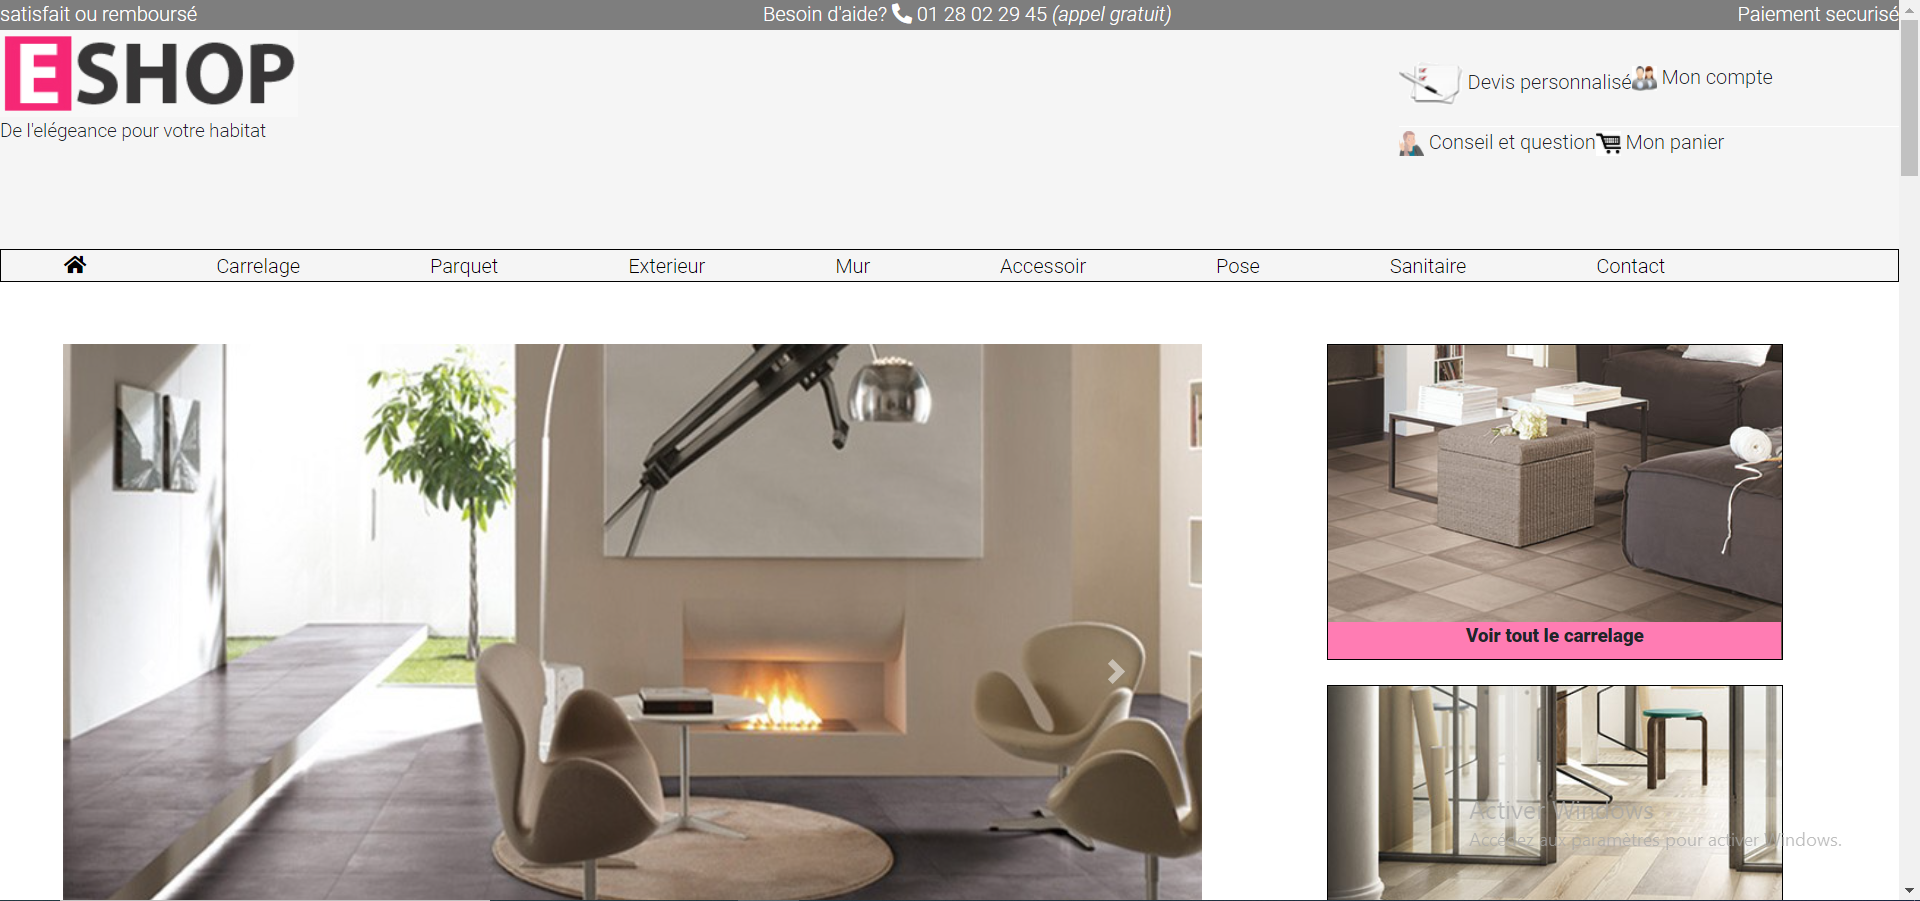 satisfait ou remboursé
Besoin d'aide? 01 28 02 29 45 (appel gratuit)
Paiement securisé
ESHOP
De l'elégeance pour votre habitat
Devis personnalisé Mon compte
Conseil et question Mon panier
Carrelage Parquet Exterieur Mur Accessoir Pose Sanitaire Contact
Voir tout le carrelage
Activer Windows
Accédez aux paramètres pour activer Windows.